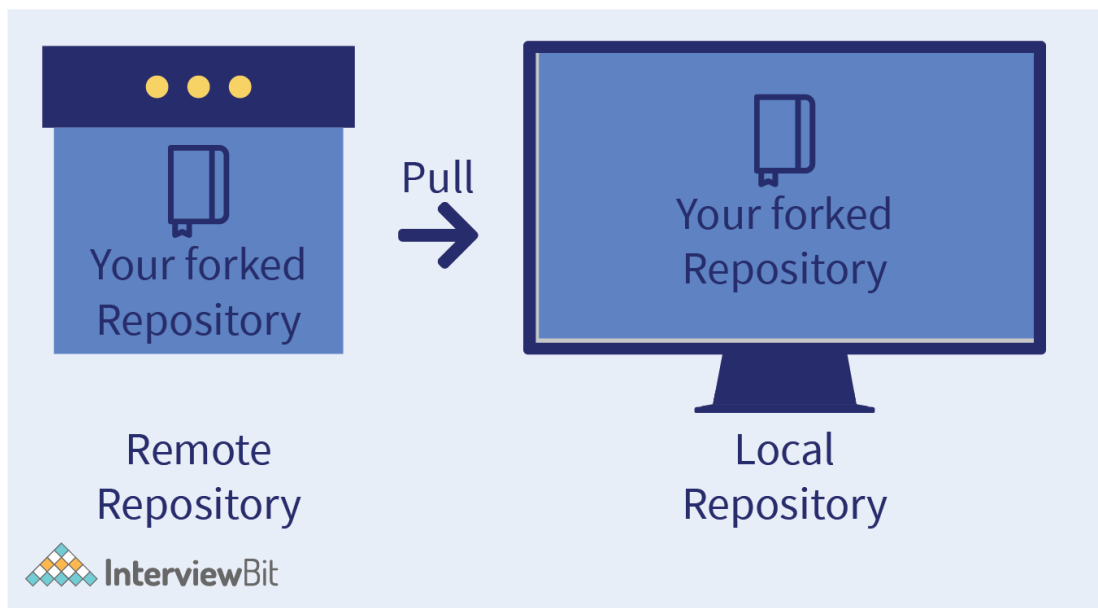 Your forked
Repository
Pull
Your forked
Repository
Remote
Repository
Local
Repository
InterviewBit